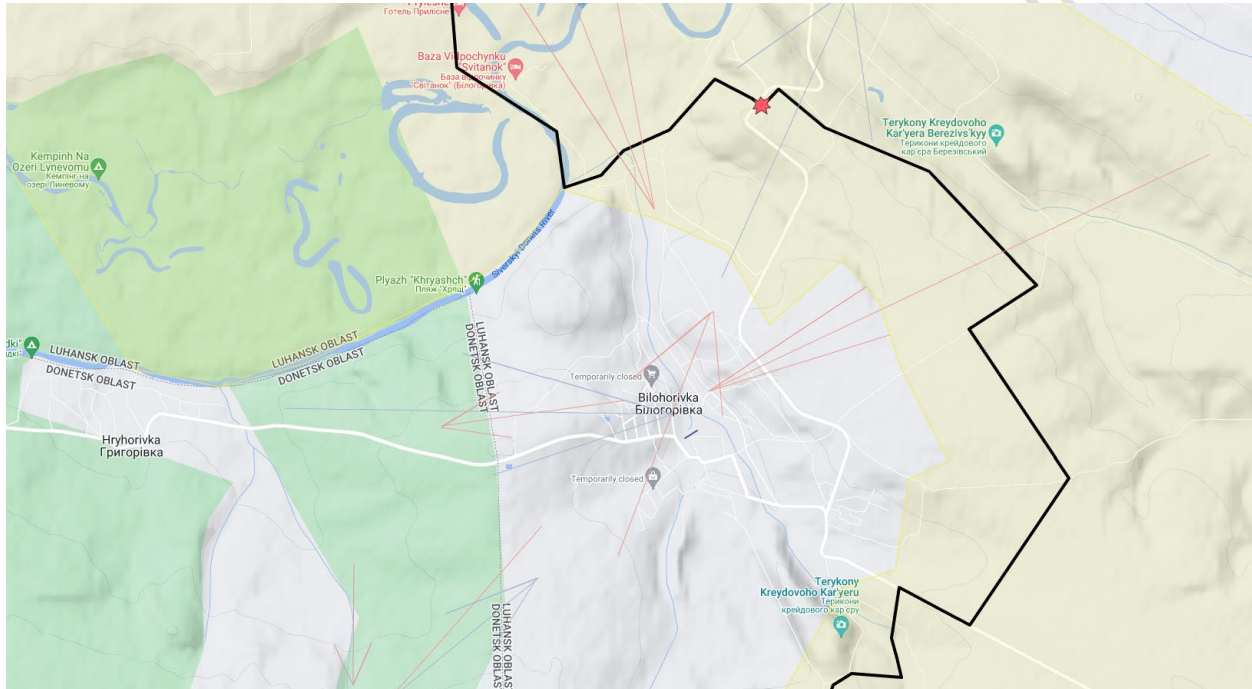 Готель Прилісне
Baza Vidpochynku
"Svitanok"
База відпочинку
"Світанок" (Білогорівка)
Terykony Kreydovoho
Kar'yera Berezivs'kyy
Терикони крейдового
кар'єра Березівський
Kempinh Na
Ozeri Lynevomu
Кемпінг на
озері Линевому
Siverskyi Donets River
Plyazh "Khryashch"
Пляж "Хрящ"
LUHANSK OBLAST
DONETSK OBLAST
LUHANSK OBLAST
DONETSK OBLAST
LUHANSK OBLAST
DONETSK OBLAST
Temporarily closed
Bilohorivka
Білогорівка
Hryhorivka
Григорівка
Temporarily closed
Terykony
Kreydovoho Kar'yeru
Терикони
крейдового кар'єру
LUHANSK OBLAST
DONETSK OBLAST